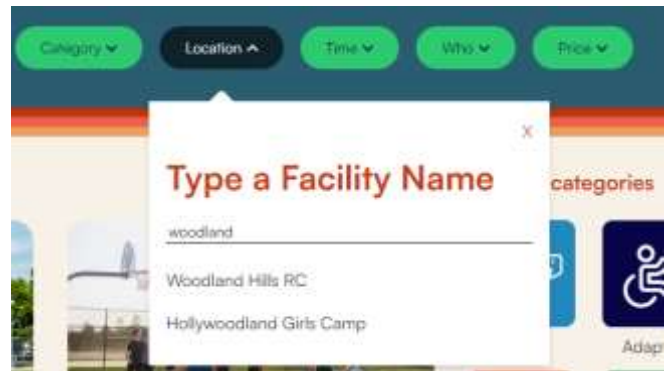 Category
Location
Time
Who
Price
X
Type a Facility Name
categories
woodland
Woodland Hills RC
Hollywoodland Girls Camp
Adap